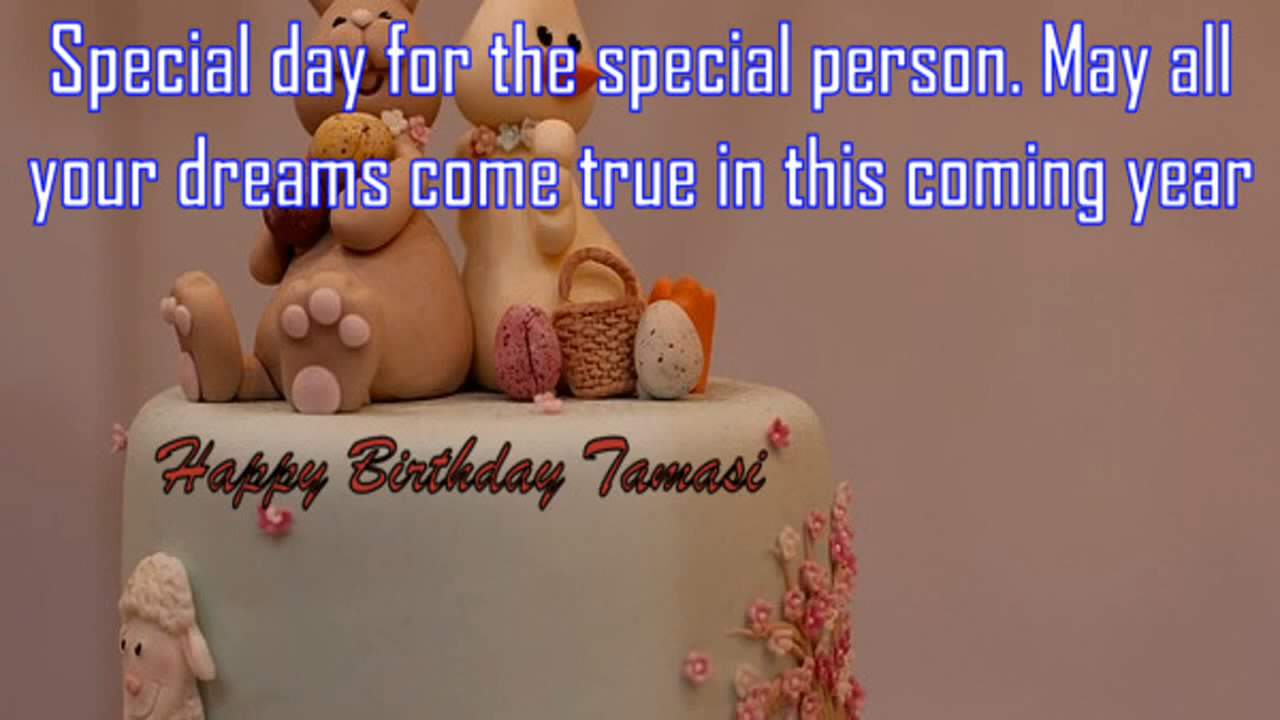 Special day for the special person. May all
your dreams come true in this coming year
Happy Birthday Tamasi